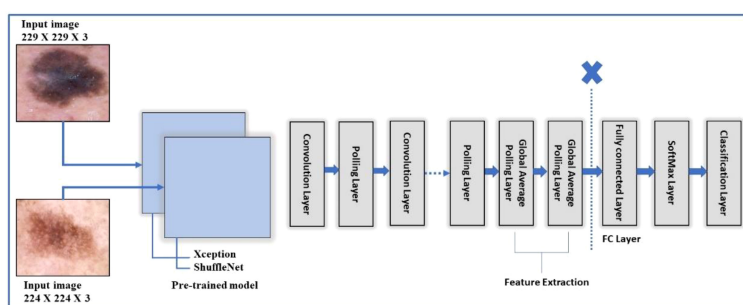 Input image
229 X 229 X 3
Input image
224 X 224 X 3
Xception
ShuffleNet
Pre-trained model
Convolution Layer
Polling Layer
Convolution Layer
Polling Layer
Global Average
Polling Layer
Global Average
Polling Layer
Fully connected Layer
SoftMax Layer
Classification Layer
FC Layer
Feature Extraction